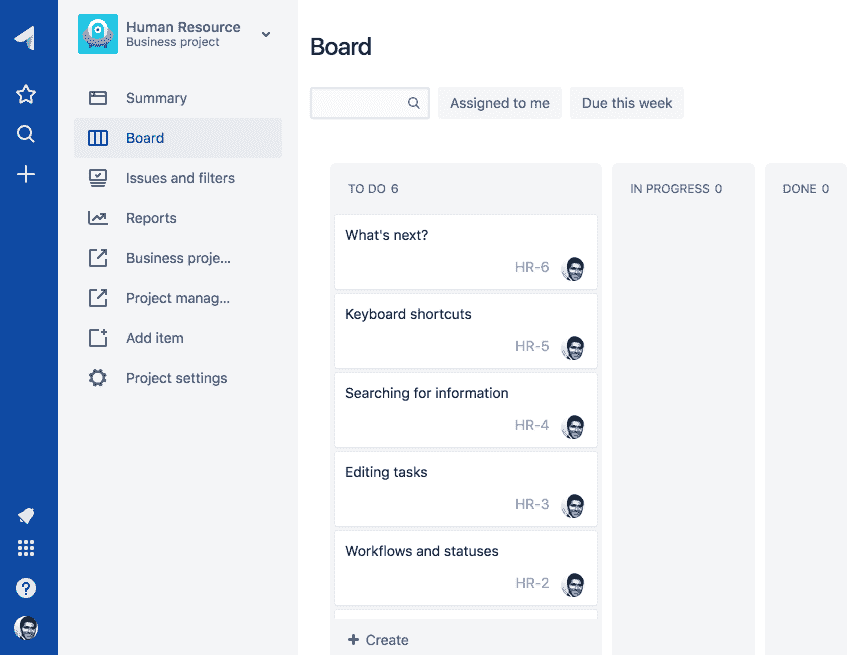 Human Resource
Business project
Summary
Board
Issues and filters
Reports
Business proje...
Project manag...
Add item
Project settings
?
Board
Assigned to me
Due this week
TO DO 6
What's next?
HR-6
Keyboard shortcuts
HR-5
Searching for information
HR-4
Editing tasks
HR-3
Workflows and statuses
HR-2
+ Create
IN PROGRESS 0
DONE 0